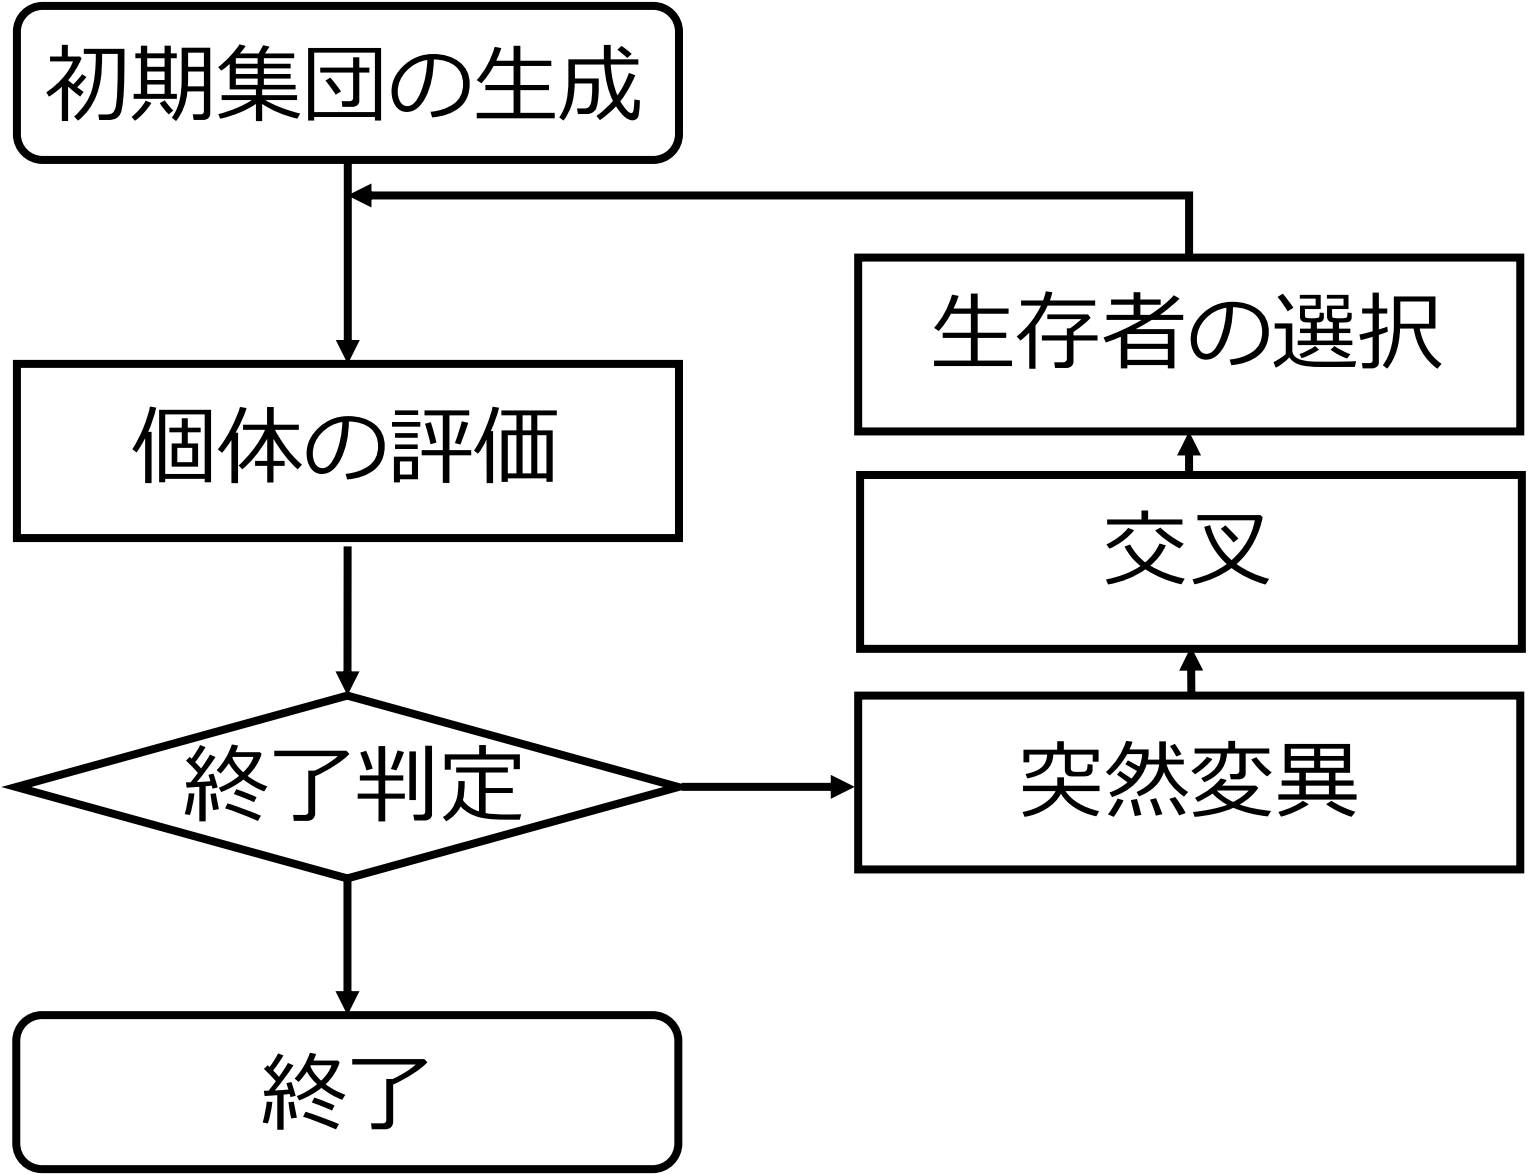 初期集団の生成
個体の評価
終了判定
終了
突然変異
交叉
生存者の選択